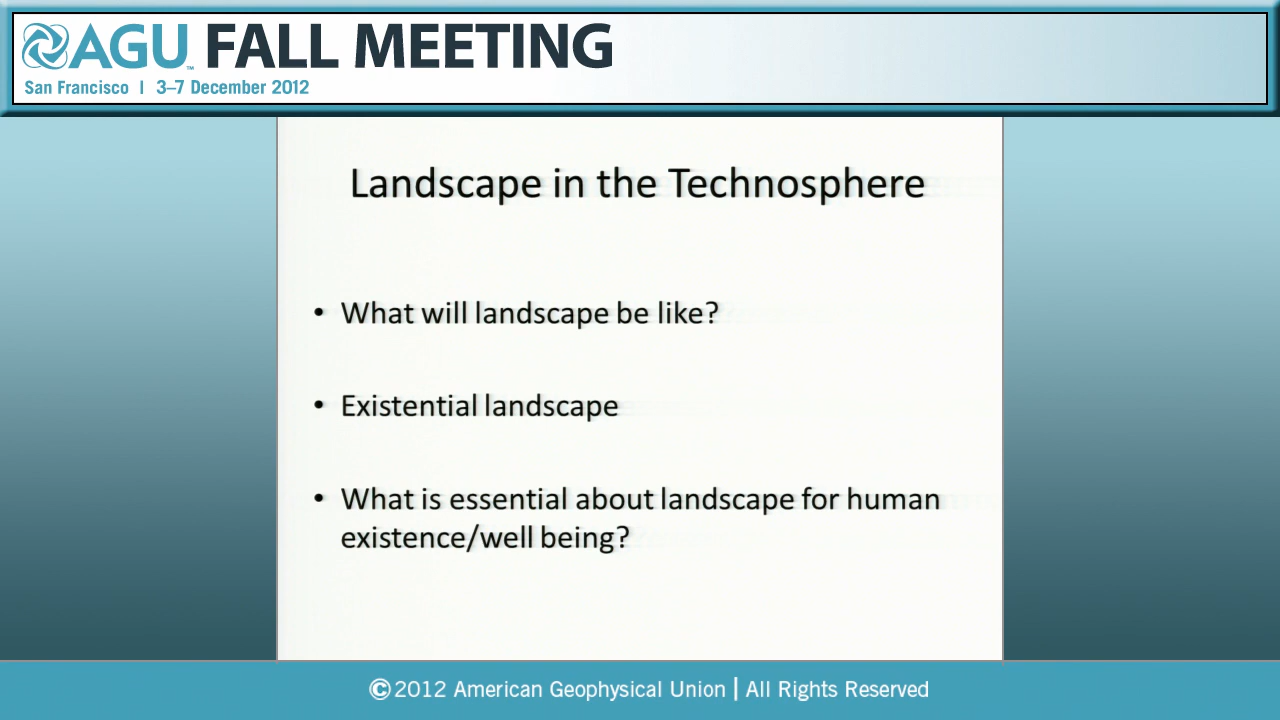 AGU™ FALL MEETING
San Francisco | 3–7 December 2012
Landscape in the Technosphere
• What will landscape be like?
• Existential landscape
• What is essential about landscape for human
existence/well being?
©2012 American Geophysical Union | All Rights Reserved